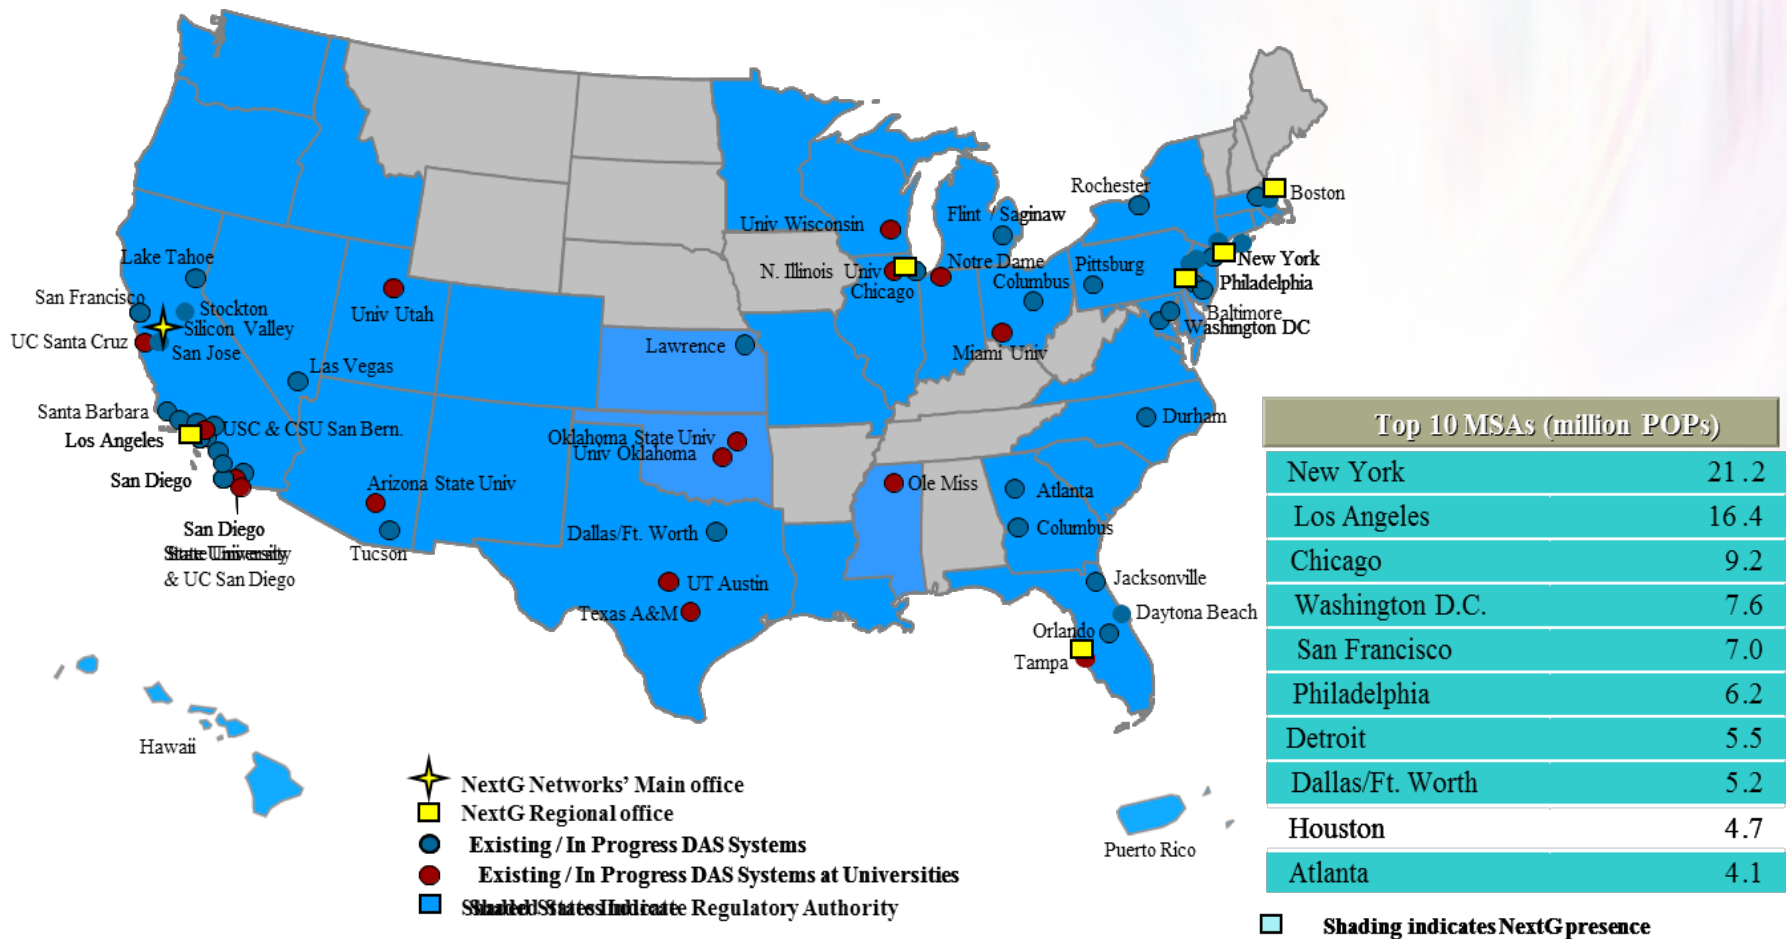 Rochester
Boston
Univ Wisconsin
Flint / Saginaw
Lake Tahoe
N. Illinois Univ
Notre Dame
New York
Chicago
Columbus
Pittsburg
Philadelphia
San Francisco
Stockton
Univ Utah
Baltimore
Silicon Valley
Washington DC
UC Santa Cruz
San Jose
Lawrence
Miami Univ
Las Vegas
Santa Barbara
Durham
USC & CSU San Bern.
Los Angeles
Oklahoma State Univ
Univ Oklahoma
San Diego
Arizona State Univ
Ole Miss
Atlanta
San Diego
State University
& UC San Diego
Tucson
Dallas/Ft. Worth
Columbus
UT Austin
Jacksonville
Texas A&M
Daytona Beach
Orlando
Tampa
Hawaii
Puerto Rico
NextG Networks' Main office
NextG Regional office
Existing / In Progress DAS Systems
Existing / In Progress DAS Systems at Universities
Shaded States Indicate Regulatory Authority
Top 10 MSAs (million POPs)
New York 21.2
Los Angeles 16.4
Chicago 9.2
Washington D.C. 7.6
San Francisco 7.0
Philadelphia 6.2
Detroit 5.5
Dallas/Ft. Worth 5.2
Houston 4.7
Atlanta 4.1
Shading indicates NextG presence